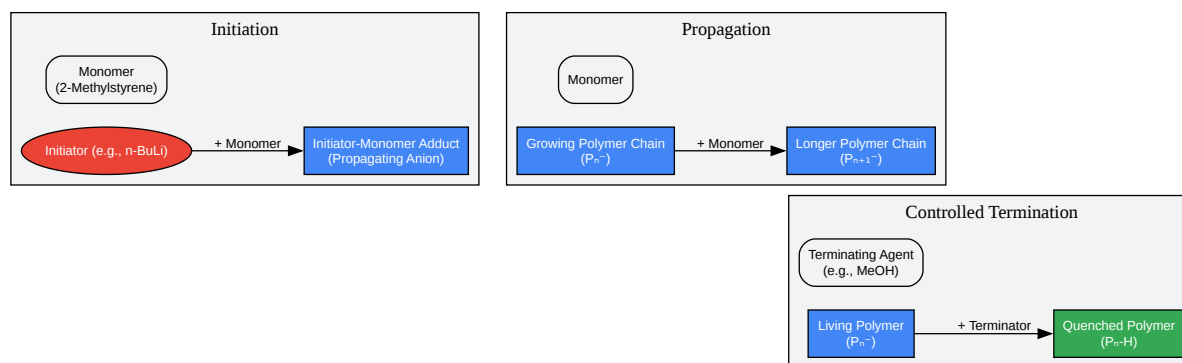 Initiation
Monomer
(2-Methylstyrene)
Initiator (e.g., n-BuLi)
+ Monomer
Initiator-Monomer Adduct
(Propagating Anion)
Propagation
Monomer
Growing Polymer Chain
(Pₙ⁻)
+ Monomer
Longer Polymer Chain
(Pₙ₊₁⁻)
Controlled Termination
Terminating Agent
(e.g., MeOH)
Living Polymer
(Pₙ⁻)
+ Terminator
Quenched Polymer
(Pₙ-H)